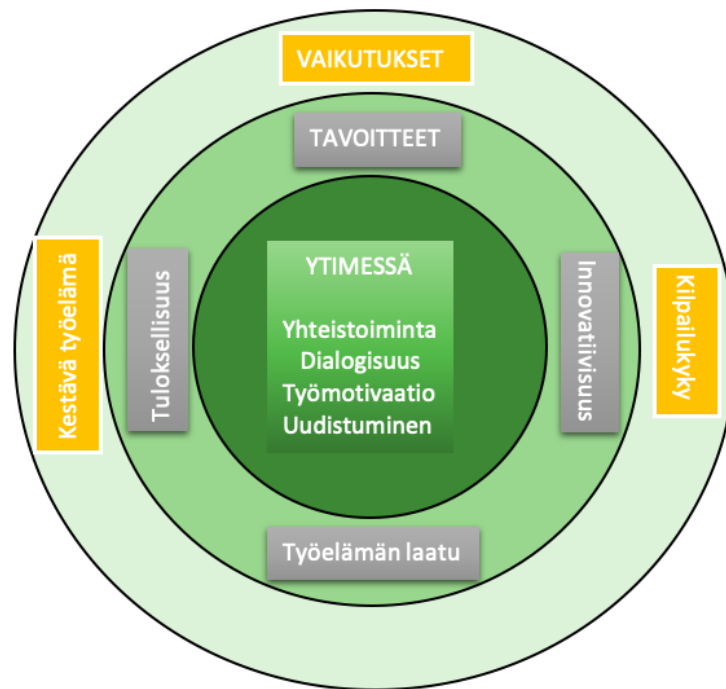 VAIKUTUKSET
TAVOITTEET
Kestävä työelämä
Tuloksellisuus
YTIMESSÄ
Yhteistoiminta
Dialogisuus
Työmotivaatio
Uudistuminen
Innovatiivisuus
Kilpailukyky
Työelämän laatu